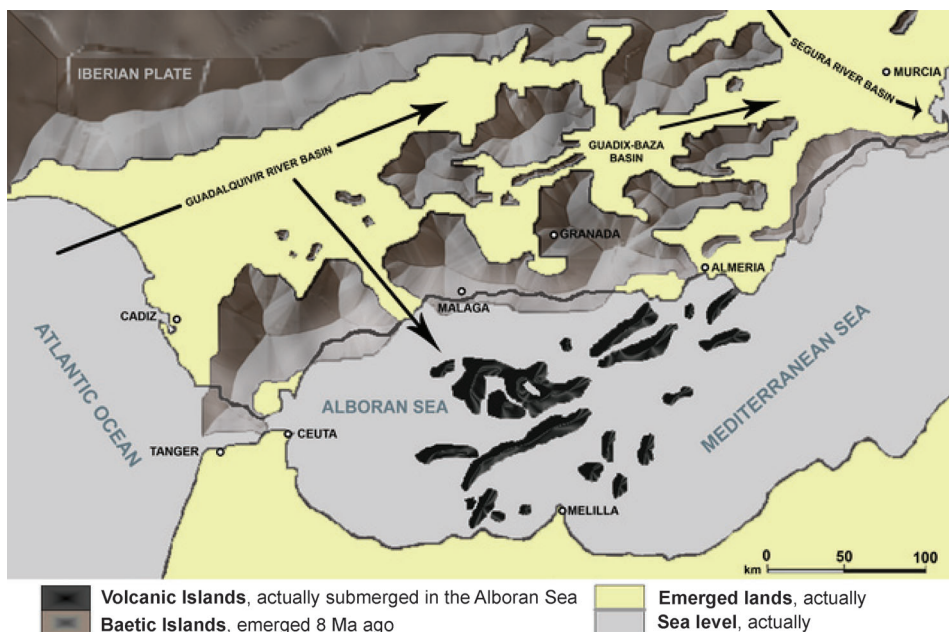 IBERIAN PLATE
SEGURA RIVER BASIN
MURCIA
GUADALQUIVIR RIVER BASIN
GUADIX-BAZA
BASIN
GRANADA
ALMERIA
MALAGA
CADIZ
ATLANTIC OCEAN
ALBORAN SEA
MEDITERRANEAN SEA
CEUTA
TANGER
MELILLA
0 50 100
km
Volcanic Islands, actually submerged in the Alboran Sea
Baetic Islands, emerged 8 Ma ago
Emerged lands, actually
Sea level, actually